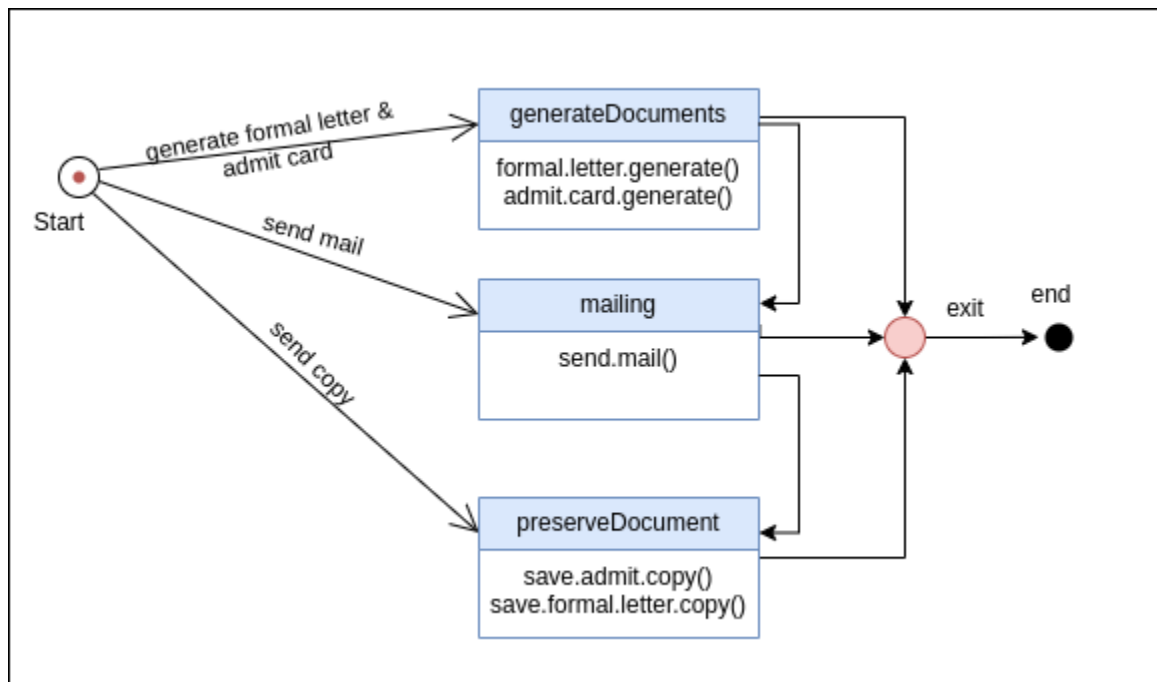 generate formal letter &
admit card
Start
send mail
send copy
generateDocuments
formal.letter.generate()
admit.card.generate()
mailing
send.mail()
preserveDocument
save.admit.copy()
save.formal.letter.copy()
exit
end